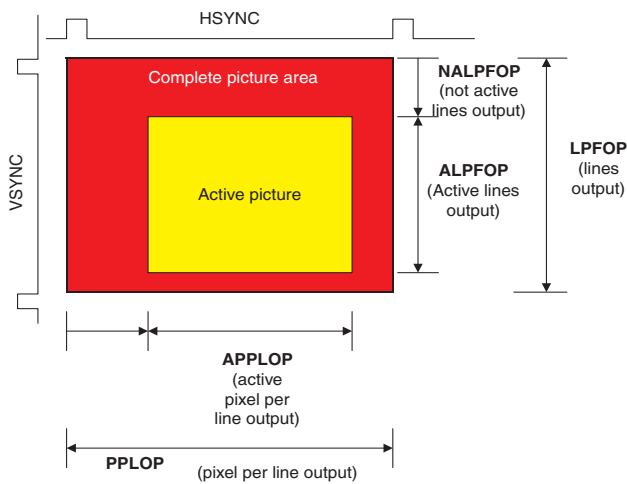 HSYNC
VSYNC
Complete picture area
Active picture
NALPFOP
(not active
lines output)
ALPFOP
(Active lines
output)
LPFOP
(lines
output)
APPLOP
(active
pixel per
line output)
PPLOP
(pixel per line output)